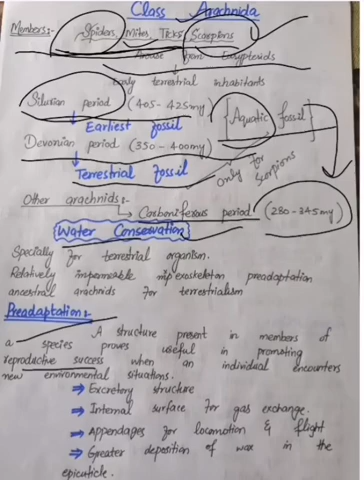 Class Arachnida
Members:- Spiders, Mites, Ticks, Scorpions
Arouse from Eurypterids
Early terrestrial inhabitants
Silurian period (405-425my) {Aquatic fossil}
Earliest fossil
Devonian period (350-400my)
Terrestrial fossil
only for scorpions
Other arachnids:-
Carboniferous period (280-345my)
Water Conservation
Specially for terrestrial organism.
Relatively impermeable exoskeleton preadaptation
ancestral arachnids for terrestrialism
Preadaptation:-
A structure present in members of
a species proves useful in promoting
reproductive success when an individual encounters
new environmental situations.
⇒ Excretory structure
⇒ Internal surface for gas exchange.
⇒ Appendages for locomotion & flight
⇒ Greater deposition of wax in the
epicuticle.